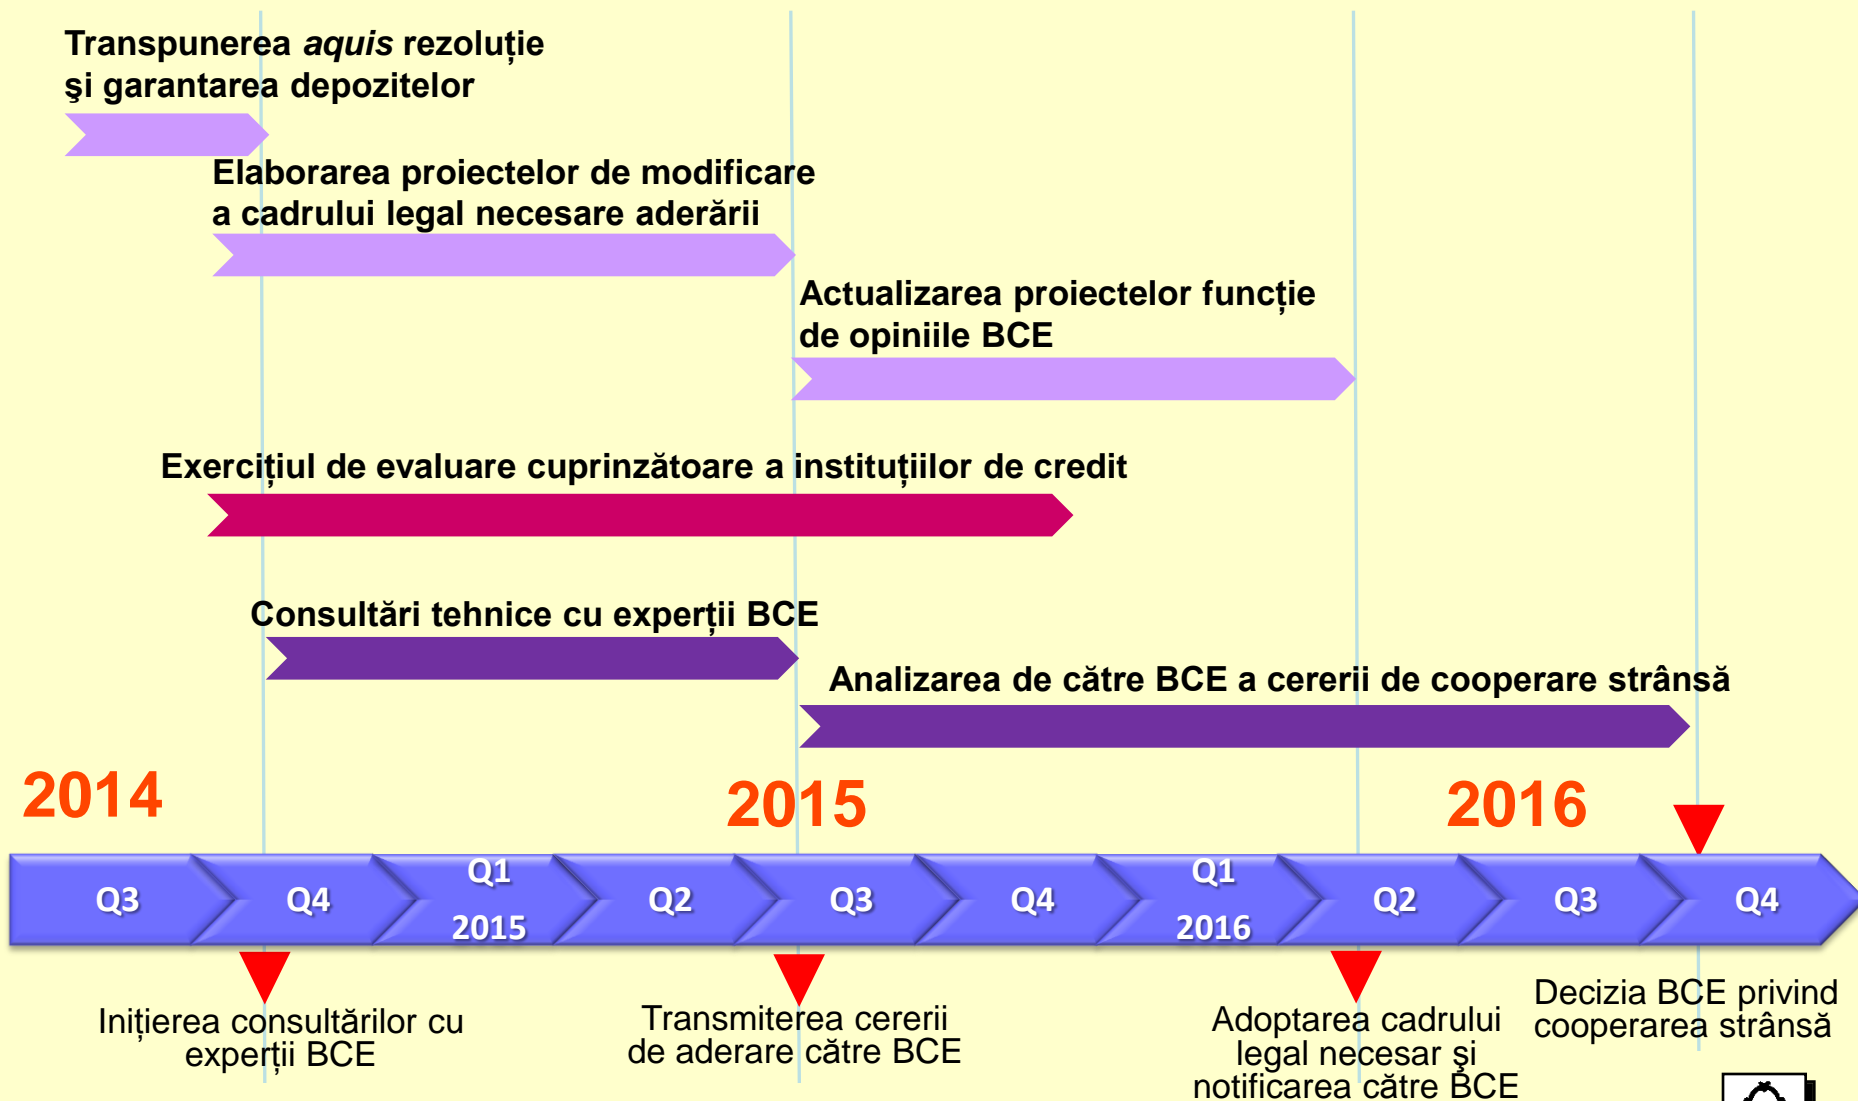 Transpunerea aquis rezoluție
şi garantarea depozitelor
Elaborarea proiectelor de modificare
a cadrului legal necesare aderării
Actualizarea proiectelor funcție
de opiniile BCE
Exercițiul de evaluare cuprinzătoare a instituțiilor de credit
Consultări tehnice cu experții BCE
Analizarea de către BCE a cererii de cooperare strânsă
2014
2015
2016
Q3
Q4
Q1
2015
Q2
Q3
Q4
Q1
2016
Q2
Q3
Q4
Inițierea consultărilor cu
experții BCE
Transmiterea cererii
de aderare către BCE
Adoptarea cadrului
legal necesar şi
notificarea către BCE
Decizia BCE privind
cooperarea strânsă